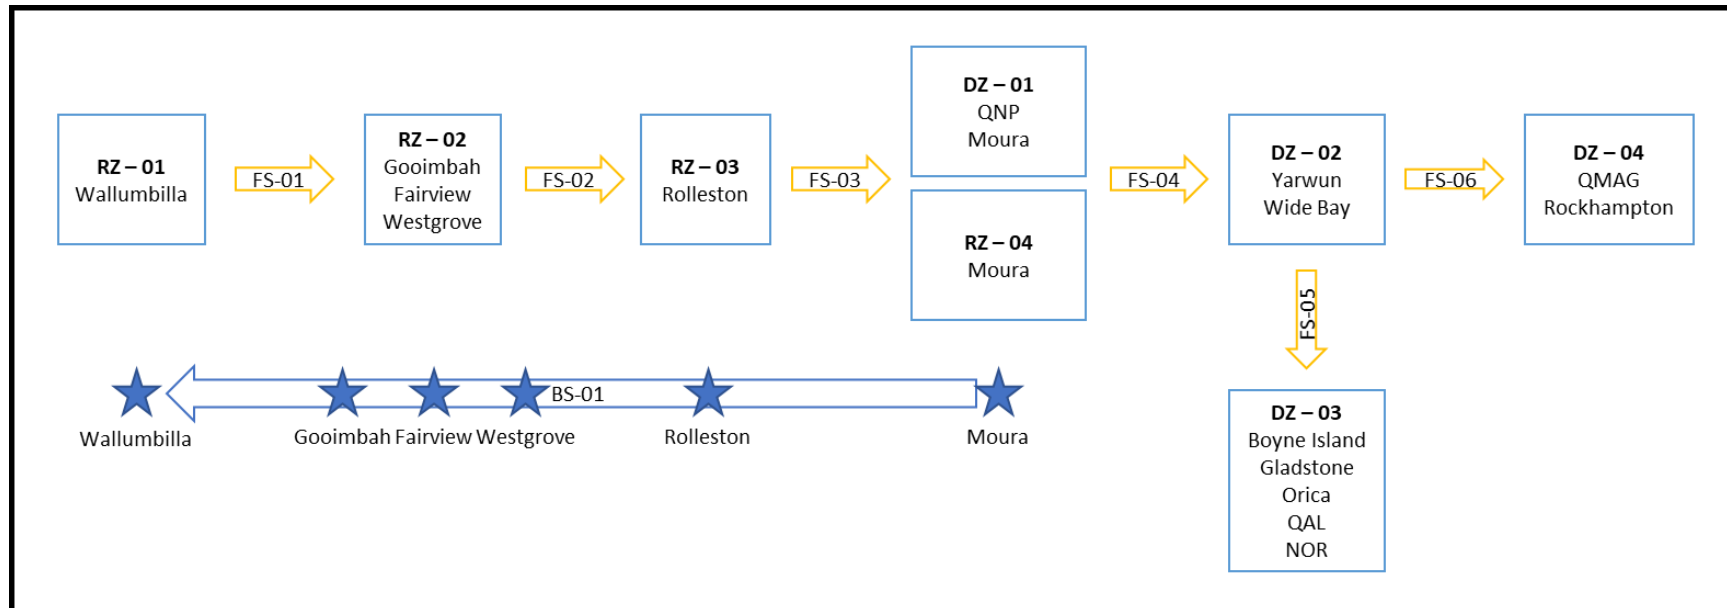 RZ – 01
Wallumbilla
FS-01
RZ – 02
Gooimbah
Fairview
Westgrove
FS-02
RZ – 03
Rolleston
FS-03
DZ – 01
QNP
Moura
RZ – 04
Moura
FS-04
DZ – 02
Yarwun
Wide Bay
FS-06
DZ – 04
QMAG
Rockhampton
FS-05
DZ – 03
Boyne Island
Gladstone
Orica
QAL
NOR
BS-01
Wallumbilla
Gooimbah Fairview Westgrove
Rolleston
Moura